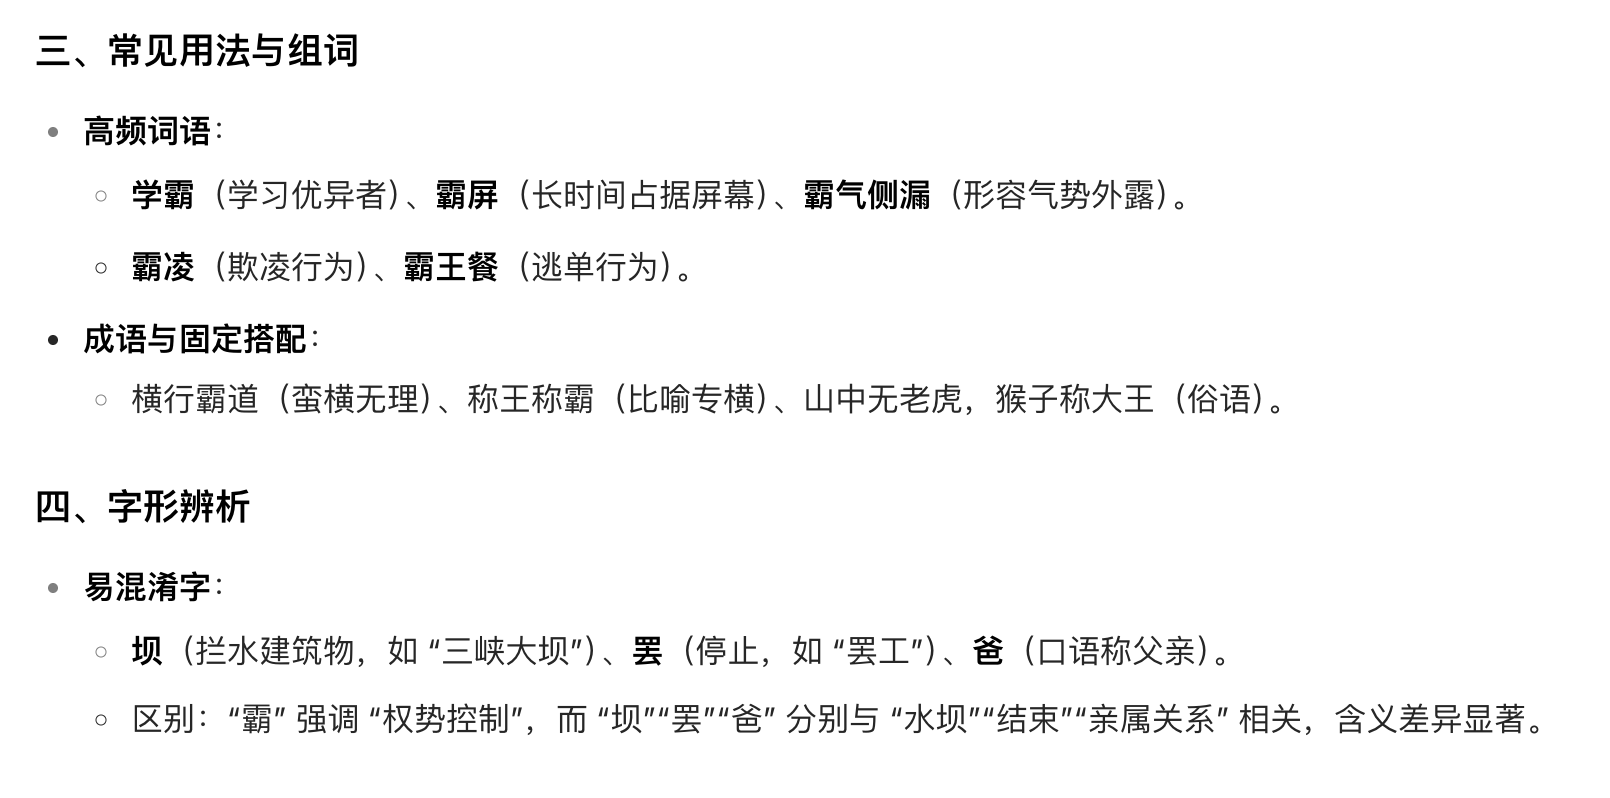 三、常见用法与组词
• 高频词语：
◦ 学霸（学习优异者）、霸屏（长时间占据屏幕）、霸气侧漏（形容气势外露）。
◦ 霸凌（欺凌行为）、霸王餐（逃单行为）。
• 成语与固定搭配：
◦ 横行霸道（蛮横无理）、称王称霸（比喻专横）、山中无老虎，猴子称大王（俗语）。
四、字形辨析
• 易混淆字：
◦ 坝（拦水建筑物，如 “三峡大坝”）、罢（停止，如 “罢工”）、爸（口语称父亲）。
◦ 区别：“霸” 强调 “权势控制”，而 “坝”“罢”“爸” 分别与 “水坝”“结束”“亲属关系” 相关，含义差异显著。